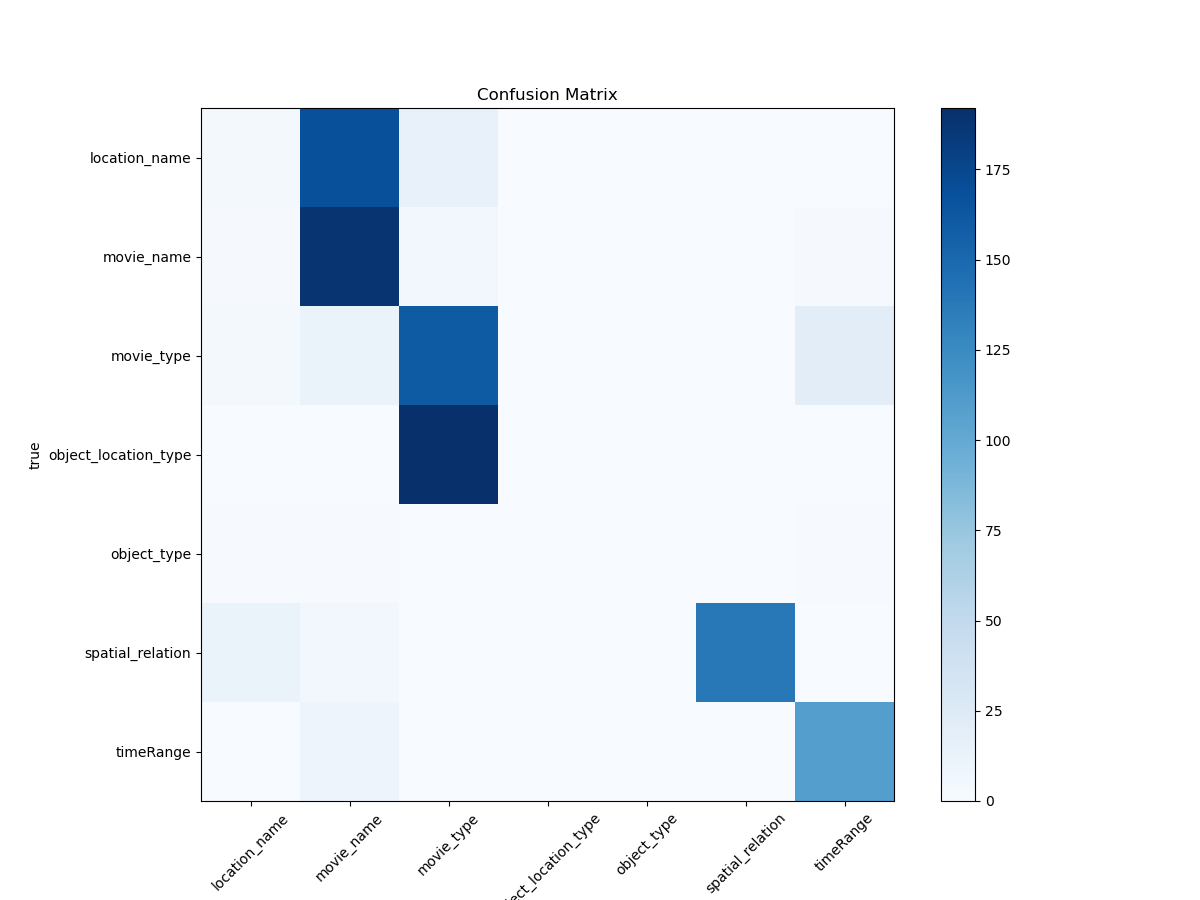 Confusion Matrix
location_name
movie_name
movie_type
object_location_type
object_type
spatial_relation
timeRange
true
location_name
movie_name
movie_type
ect_location_type
object_type
spatial_relation
timeRange
175
150
125
100
75
50
25
0